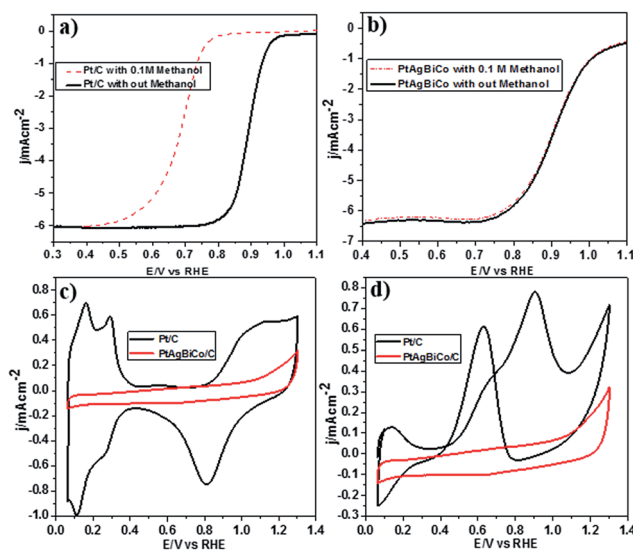 a)
0
-1
-2
-3
-4
-5
-6
j/mAcm-2
Pt/C with 0.1M Methanol
Pt/C with out Methanol
0.3 0.4 0.5 0.6 0.7 0.8 0.9 1.0 1.1
E/V vs RHE
b)
0
-1
-2
-3
-4
-5
-6
-7
j/mAcm-2
PtAgBiCo with 0.1 M Methanol
PtAgBiCo with out Methanol
0.4 0.5 0.6 0.7 0.8 0.9 1.0 1.1
E/V vs RHE
c)
0.8
0.6
0.4
0.2
0.0
0.2
0.4
0.6
0.8
-1.0
j/mAcm-2
Pt/C
PtAgBiCo/C
0.0 0.2 0.4 0.6 0.8 1.0 1.2 1.4
E/V vs RHE
d)
0.8
0.7
0.6
0.5
0.4
0.3
0.2
0.1
0.0
-0.1
-0.2
-0.3
j/mAcm-2
Pt/C
PtAgBiCo/C
0.0 0.2 0.4 0.6 0.8 1.0 1.2 1.4
E/V vs RHE